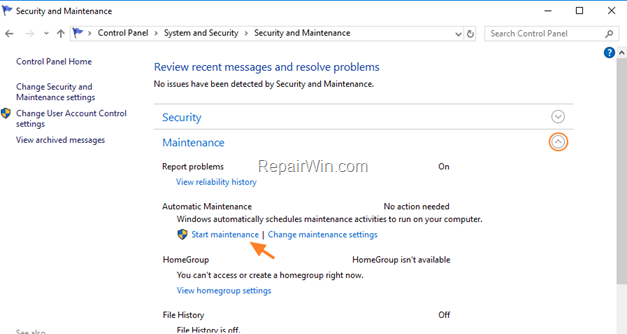 Security and Maintenance
Control Panel > System and Security > Security and Maintenance
Search Control Panel
Control Panel Home
Change Security and
Maintenance settings
Change User Account Control
settings
View archived messages
See also
Review recent messages and resolve problems
No issues have been detected by Security and Maintenance.
Security
Maintenance
Report problems On
RepairWin.com
View reliability history
Automatic Maintenance No action needed
Windows automatically schedules maintenance activities to run on your computer.
Start maintenance | Change maintenance settings
HomeGroup HomeGroup isn't available
You can't access or create a homegroup right now.
View homegroup settings
File History Off
File History is off.